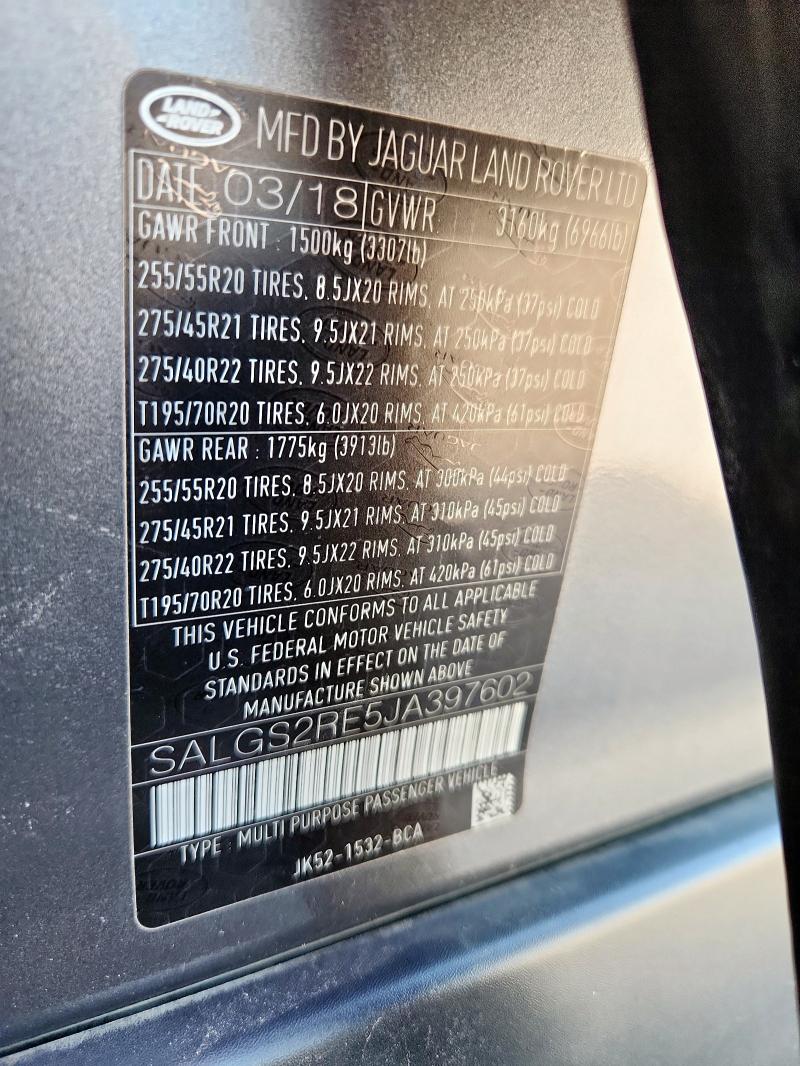 LAND ROVER
MFD BY JAGUAR LAND ROVER LTD
DATE 03/18 GVWR 3160kg (6966lb)
GAWR FRONT : 1500kg (3307lb)
255/55R20 TIRES, 8.5JX20 RIMS, AT 250kPa (37psi) COLD
275/45R21 TIRES, 9.5JX21 RIMS, AT 250kPa (37psi) COLD
275/40R22 TIRES, 9.5JX22 RIMS, AT 250kPa (37psi) COLD
T195/70R20 TIRES, 6.0JX20 RIMS, AT 420kPa (61psi) COLD
GAWR REAR : 1775kg (3913lb)
255/55R20 TIRES, 8.5JX20 RIMS, AT 300kPa (44psi) COLD
275/45R21 TIRES, 9.5JX21 RIMS, AT 310kPa (45psi) COLD
275/40R22 TIRES, 9.5JX22 RIMS, AT 310kPa (45psi) COLD
T195/70R20 TIRES, 6.0JX20 RIMS, AT 420kPa (61psi) COLD
THIS VEHICLE CONFORMS TO ALL APPLICABLE
U.S. FEDERAL MOTOR VEHICLE SAFETY
STANDARDS IN EFFECT ON THE DATE OF
MANUFACTURE SHOWN ABOVE
SALGS2RE5JA397602
TYPE : MULTI PURPOSE PASSENGER VEHICLE
JK52-1532-BCA